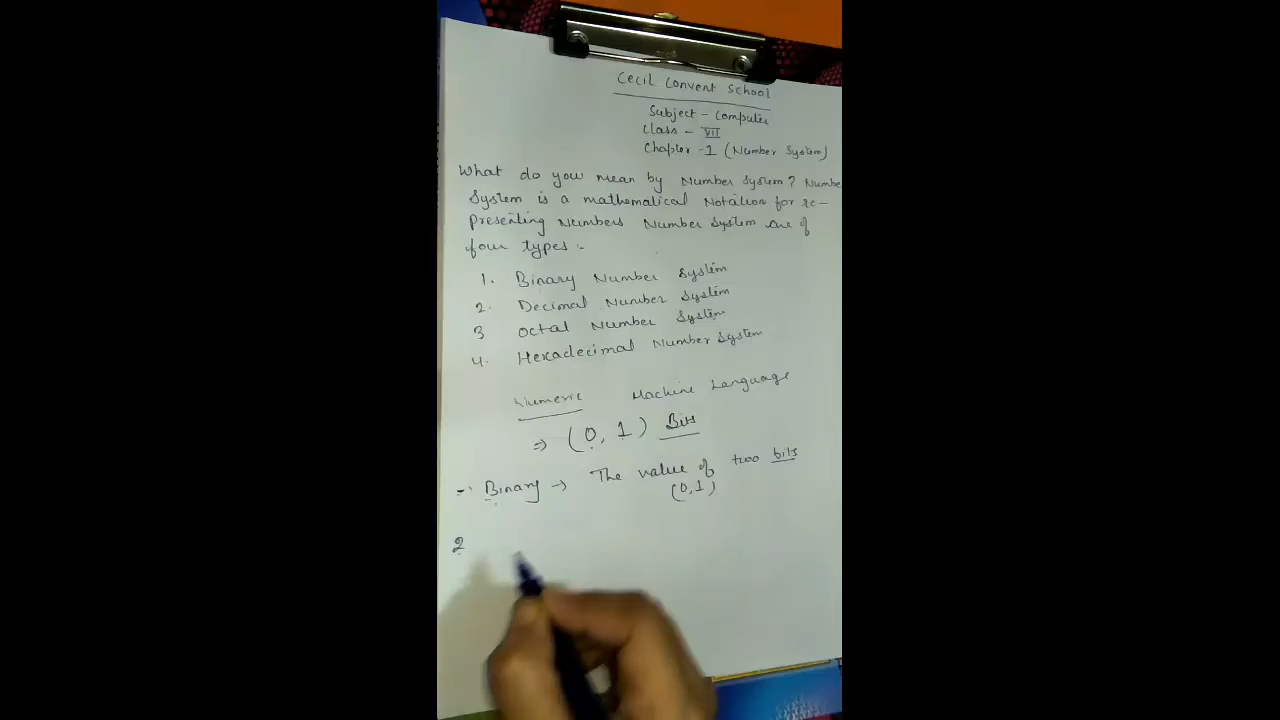 Cecil Convent School
Subject - Computer
Class - VII
Chapter - 1 (Number System)
What do you mean by Number System? Numbe
System is a mathematical Notation for re-
presenting Numbers Number System are of
four types :-
1. Binary Number System
2. Decimal Number System
3 Octal Number System
4. Hexadecimal Number System
Numeric Machine Language
⇒ (0, 1) Bits
Binary → The value of two bits
(0,1)
2